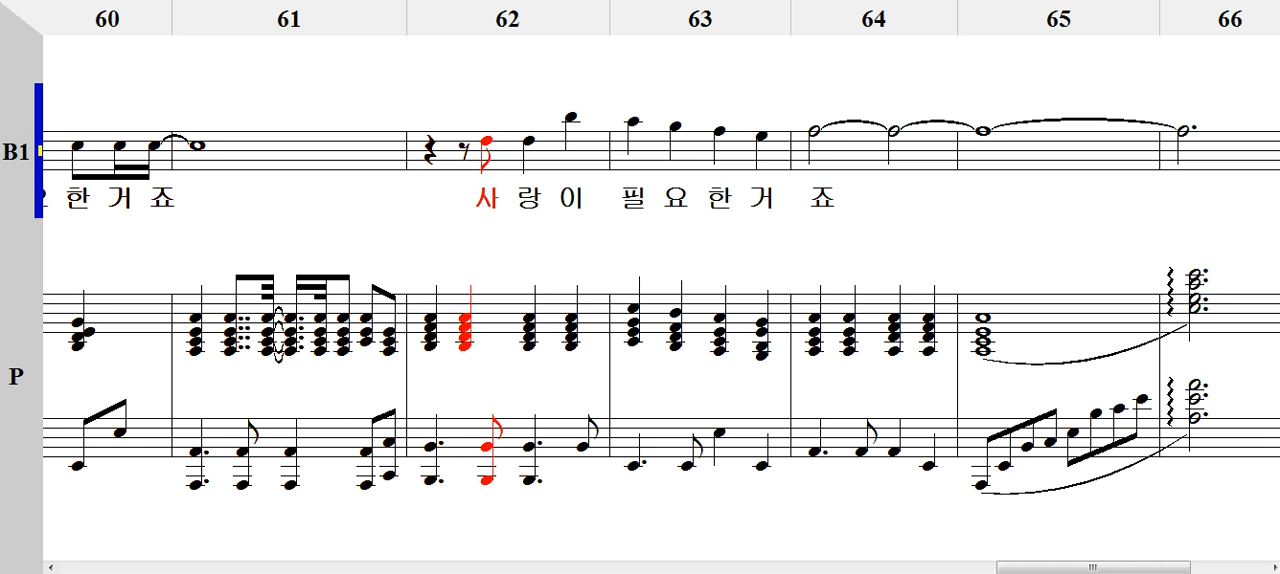 60 61 62 63 64 65 66
B1
한 거 죠 사 랑 이 필 요 한 거 죠
P